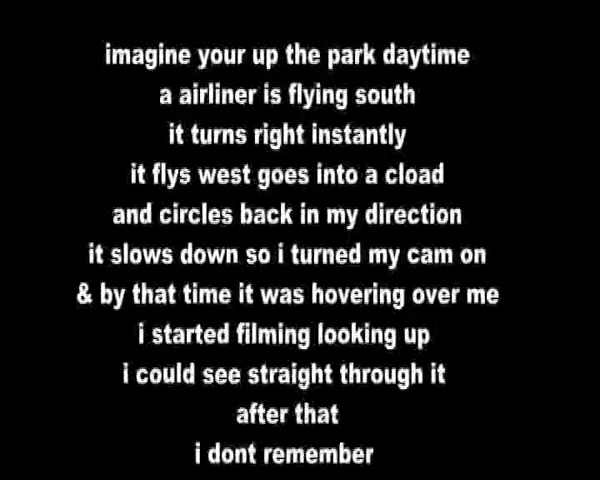 imagine your up the park daytime
a airliner is flying south
it turns right instantly
it flys west goes into a cload
and circles back in my direction
it slows down so i turned my cam on
& by that time it was hovering over me
i started filming looking up
i could see straight through it
after that
i dont remember